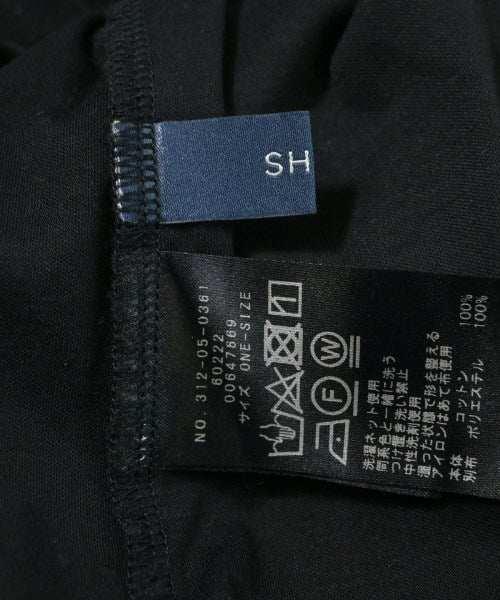 SH
NO. 312-05-0361
60222
00647669
サイズ ONE-SIZE
W
F
洗濯ネット使用
同系色と一緒に洗う
つけ置き洗い禁止
中性洗剤使用
湿った状態で形を整える
アイロンはあて布使用
本体 コットン 100%
別布 ポリエステル 100%